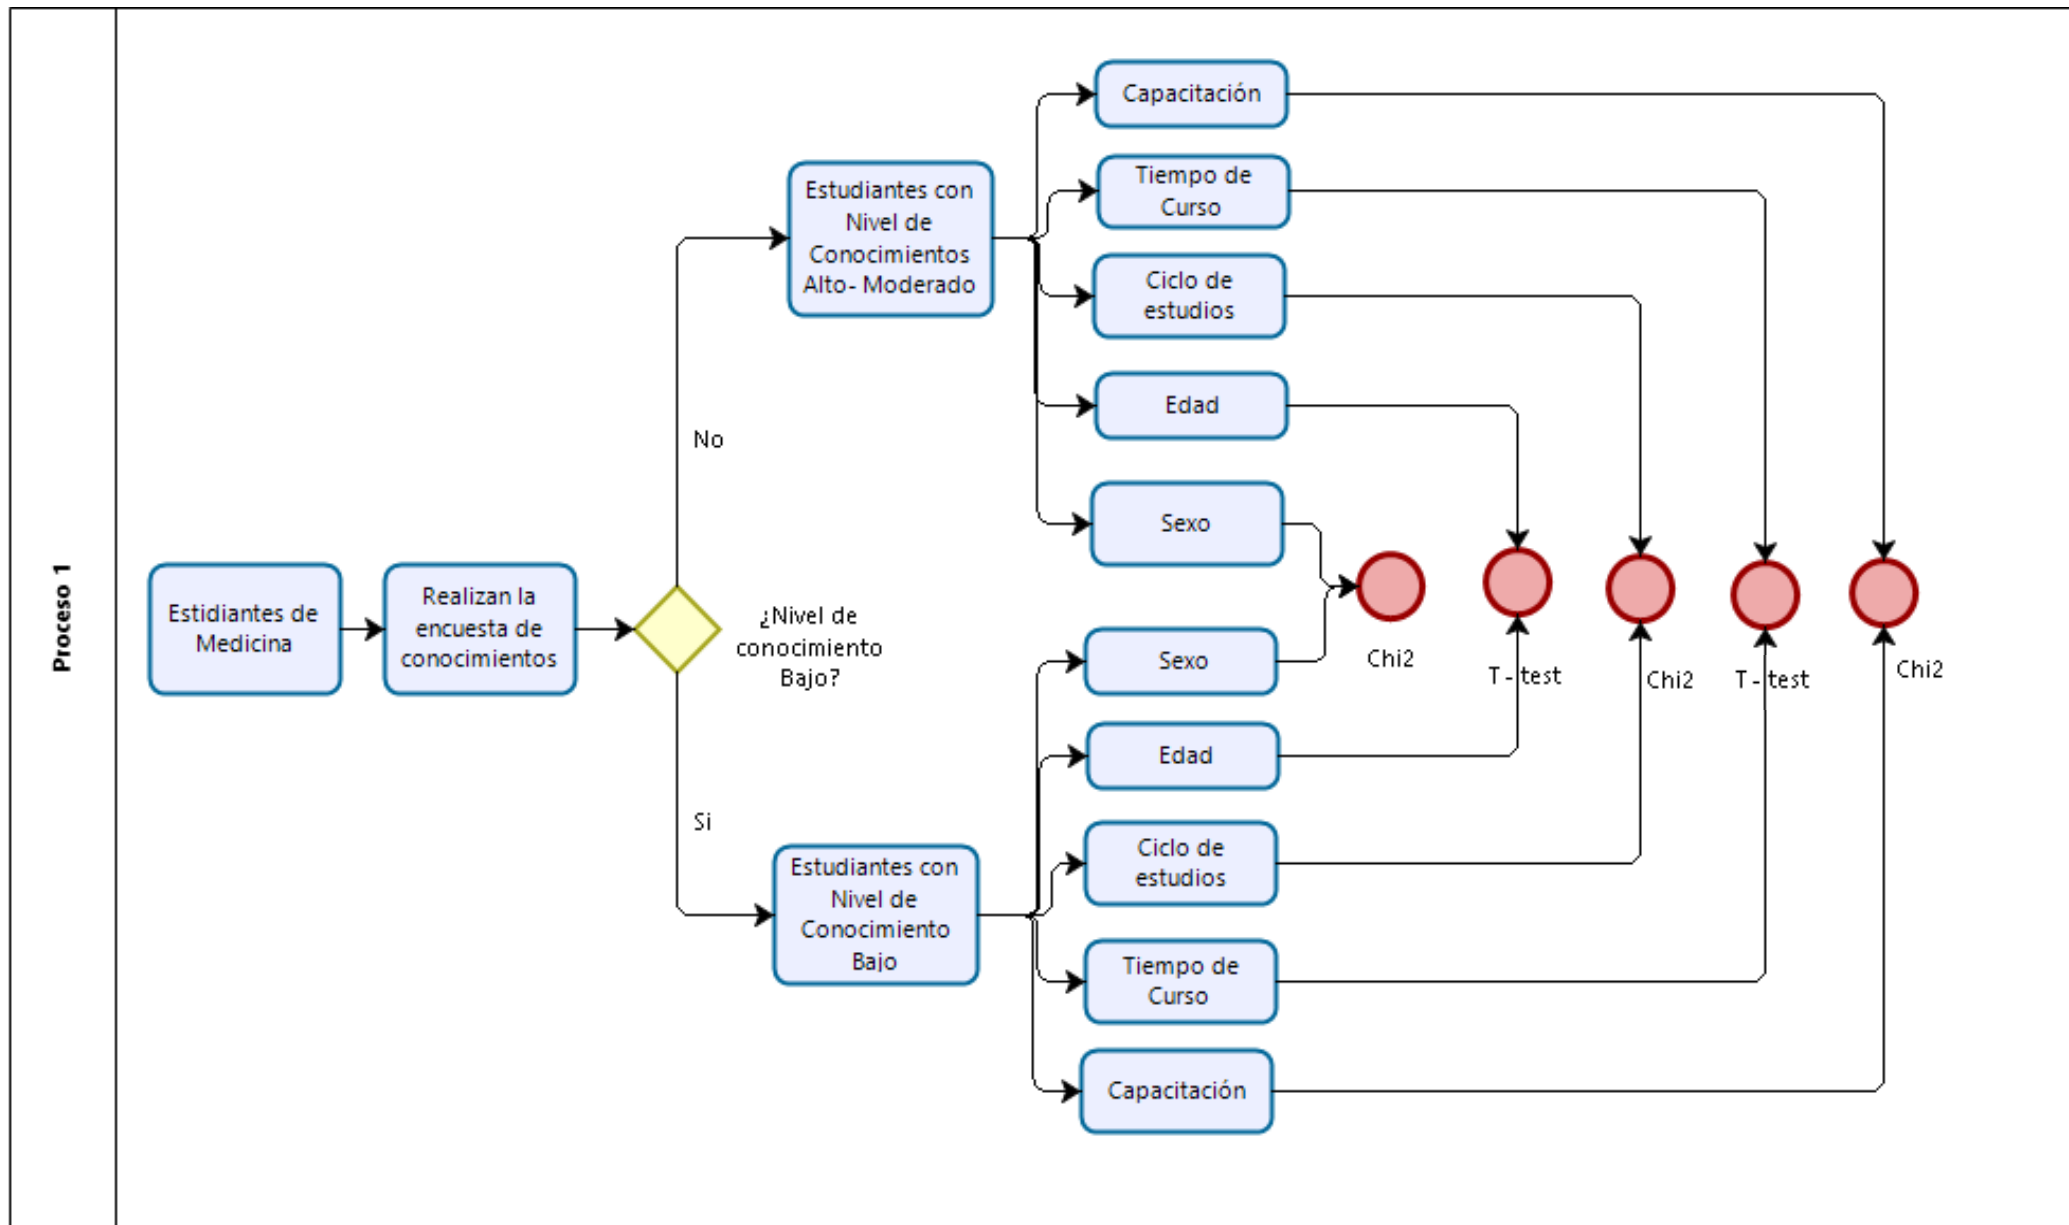 Proceso 1
Estidiantes de
Medicina
Realizan la
encuesta de
conocimientos
¿Nivel de
conocimiento
Bajo?
No
Si
Estudiantes con
Nivel de
Conocimientos
Alto- Moderado
Estudiantes con
Nivel de
Conocimiento
Bajo
Capacitación
Tiempo de
Curso
Ciclo de
estudios
Edad
Sexo
Sexo
Edad
Ciclo de
estudios
Tiempo de
Curso
Capacitación
Chi2
T - test
Chi2
T - test
Chi2